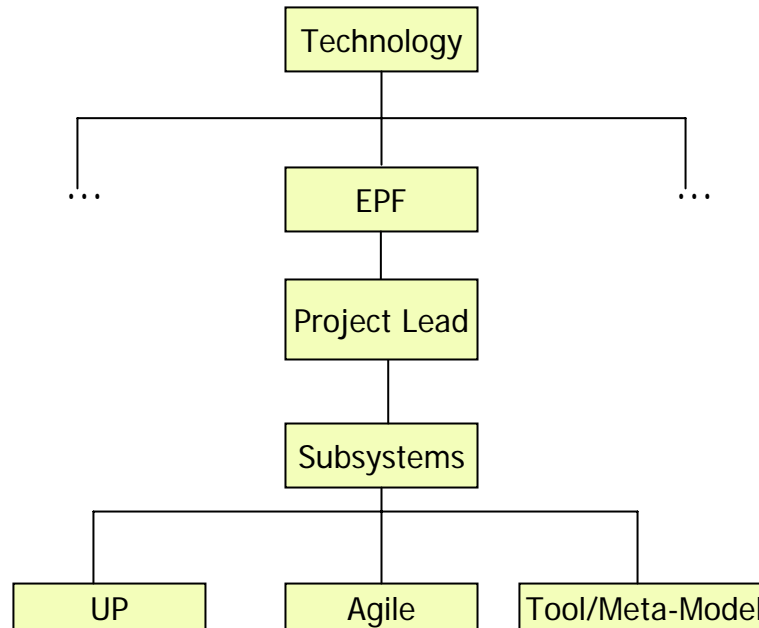 Technology
... ...
EPF
Project Lead
Subsystems
UP Agile Tool/Meta-Model